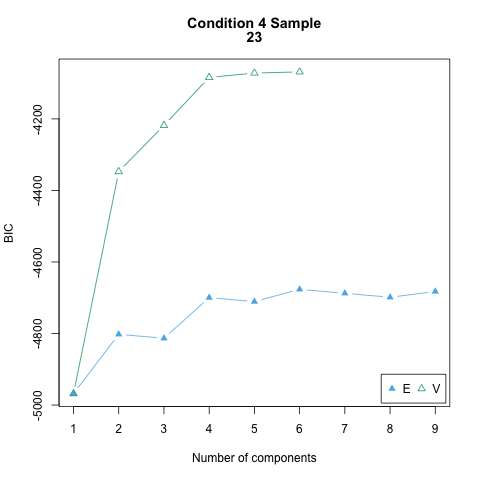 Condition 4 Sample
23
BIC
-4200
-4400
-4600
-4800
-5000
1 2 3 4 5 6 7 8 9
Number of components
E V